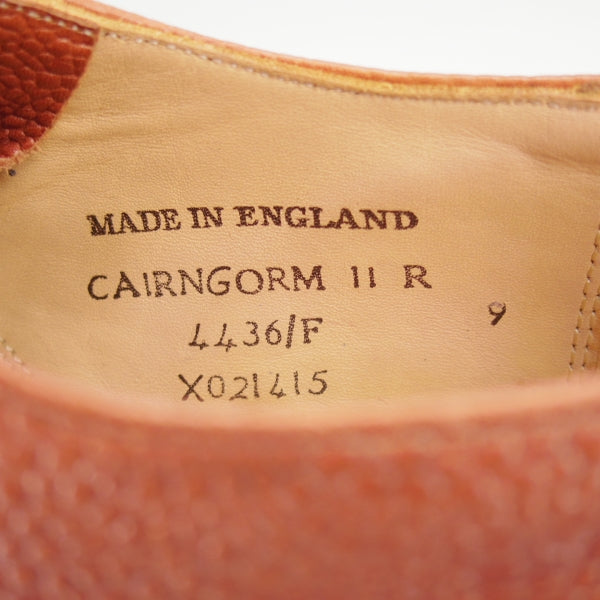 MADE IN ENGLAND
CAIRNGORM II R
4436/F
9
X021415